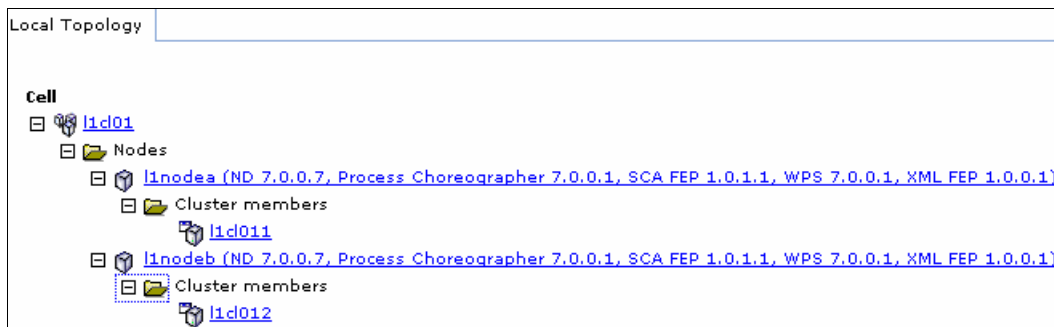 Local Topology
Cell
l1cl01
Nodes
l1nodea (ND 7.0.0.7, Process Choreographer 7.0.0.1, SCA FEP 1.0.1.1, WPS 7.0.0.1, XML FEP 1.0.0.1)
Cluster members
l1cl011
l1nodeb (ND 7.0.0.7, Process Choreographer 7.0.0.1, SCA FEP 1.0.1.1, WPS 7.0.0.1, XML FEP 1.0.0.1)
Cluster members
l1cl012